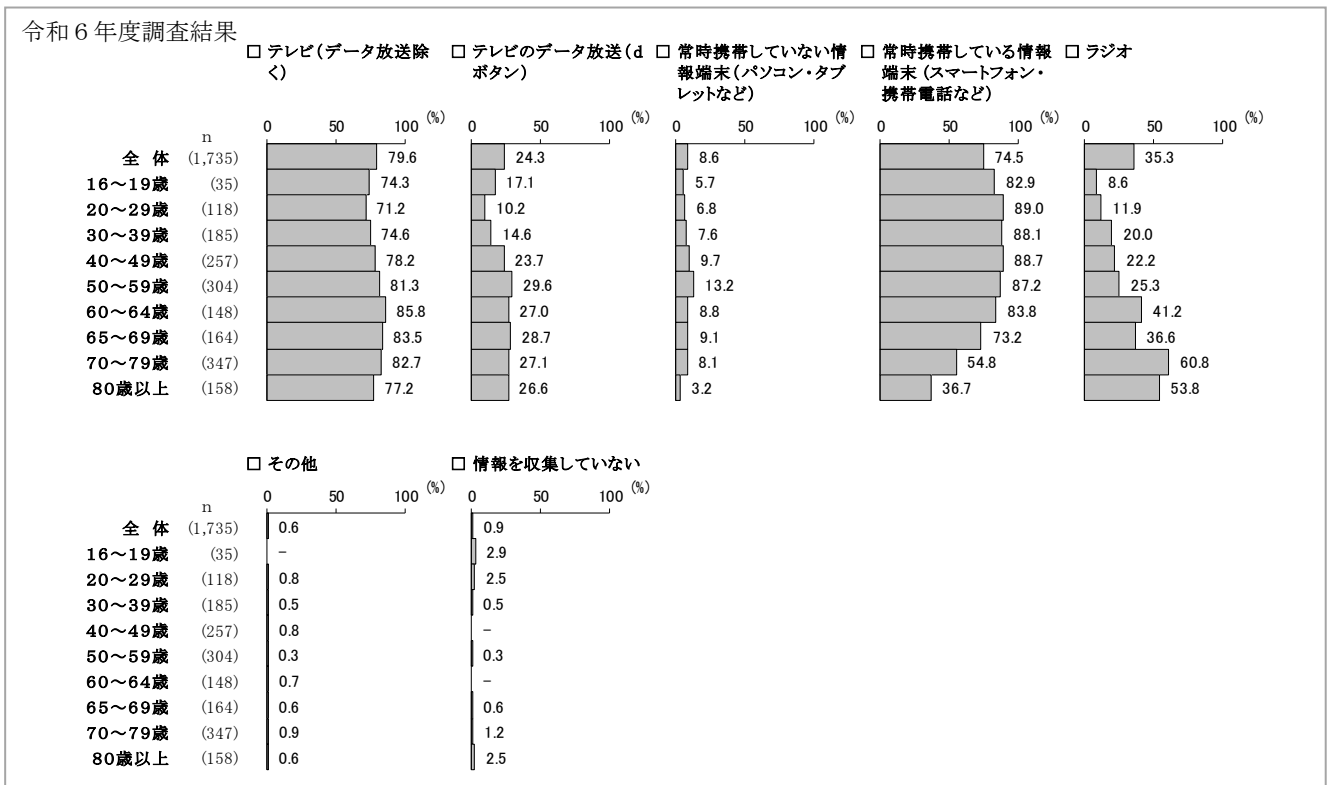 令和６年度調査結果
□ テレビ(データ放送除く)
□ テレビのデータ放送(dボタン)
□ 常時携帯していない情報端末(パソコン・タブレットなど)
□ 常時携帯している情報端末(スマートフォン・携帯電話など)
□ ラジオ
0 50 100 (%) 0 50 100 (%) 0 50 100 (%) 0 50 100 (%) 0 50 100 (%)
n
全 体 (1,735) 79.6 24.3 8.6 74.5 35.3
16～19歳 (35) 74.3 17.1 5.7 82.9 8.6
20～29歳 (118) 71.2 10.2 6.8 89.0 11.9
30～39歳 (185) 74.6 14.6 7.6 88.1 20.0
40～49歳 (257) 78.2 23.7 9.7 88.7 22.2
50～59歳 (304) 81.3 29.6 13.2 87.2 25.3
60～64歳 (148) 85.8 27.0 8.8 83.8 41.2
65～69歳 (164) 83.5 28.7 9.1 73.2 36.6
70～79歳 (347) 82.7 27.1 8.1 54.8 60.8
80歳以上 (158) 77.2 26.6 3.2 36.7 53.8
□ その他 □ 情報を収集していない
0 50 100 (%) 0 50 100 (%)
n
全 体 (1,735) 0.6 0.9
16～19歳 (35) － 2.9
20～29歳 (118) 0.8 2.5
30～39歳 (185) 0.5 0.5
40～49歳 (257) 0.8 －
50～59歳 (304) 0.3 0.3
60～64歳 (148) 0.7 －
65～69歳 (164) 0.6 0.6
70～79歳 (347) 0.9 1.2
80歳以上 (158) 0.6 2.5